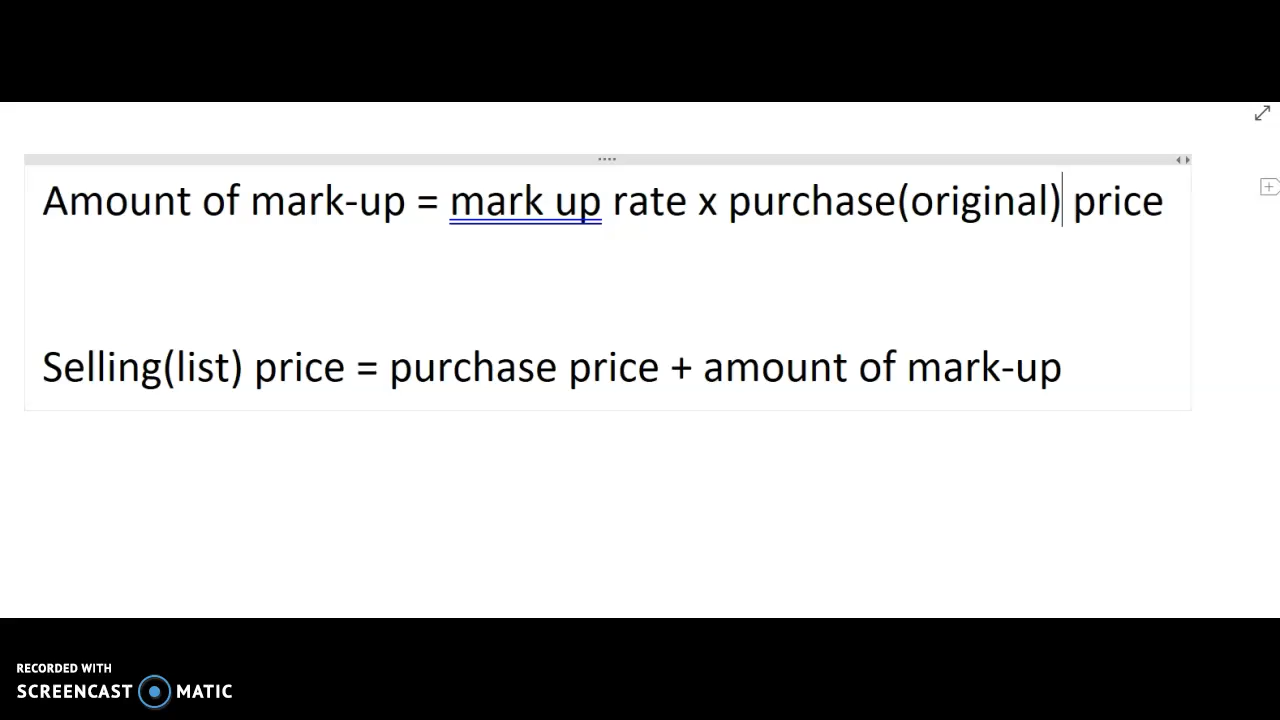 Amount of mark-up = mark up rate x purchase(original) price
Selling(list) price = purchase price + amount of mark-up
RECORDED WITH
SCREENCAST MATIC